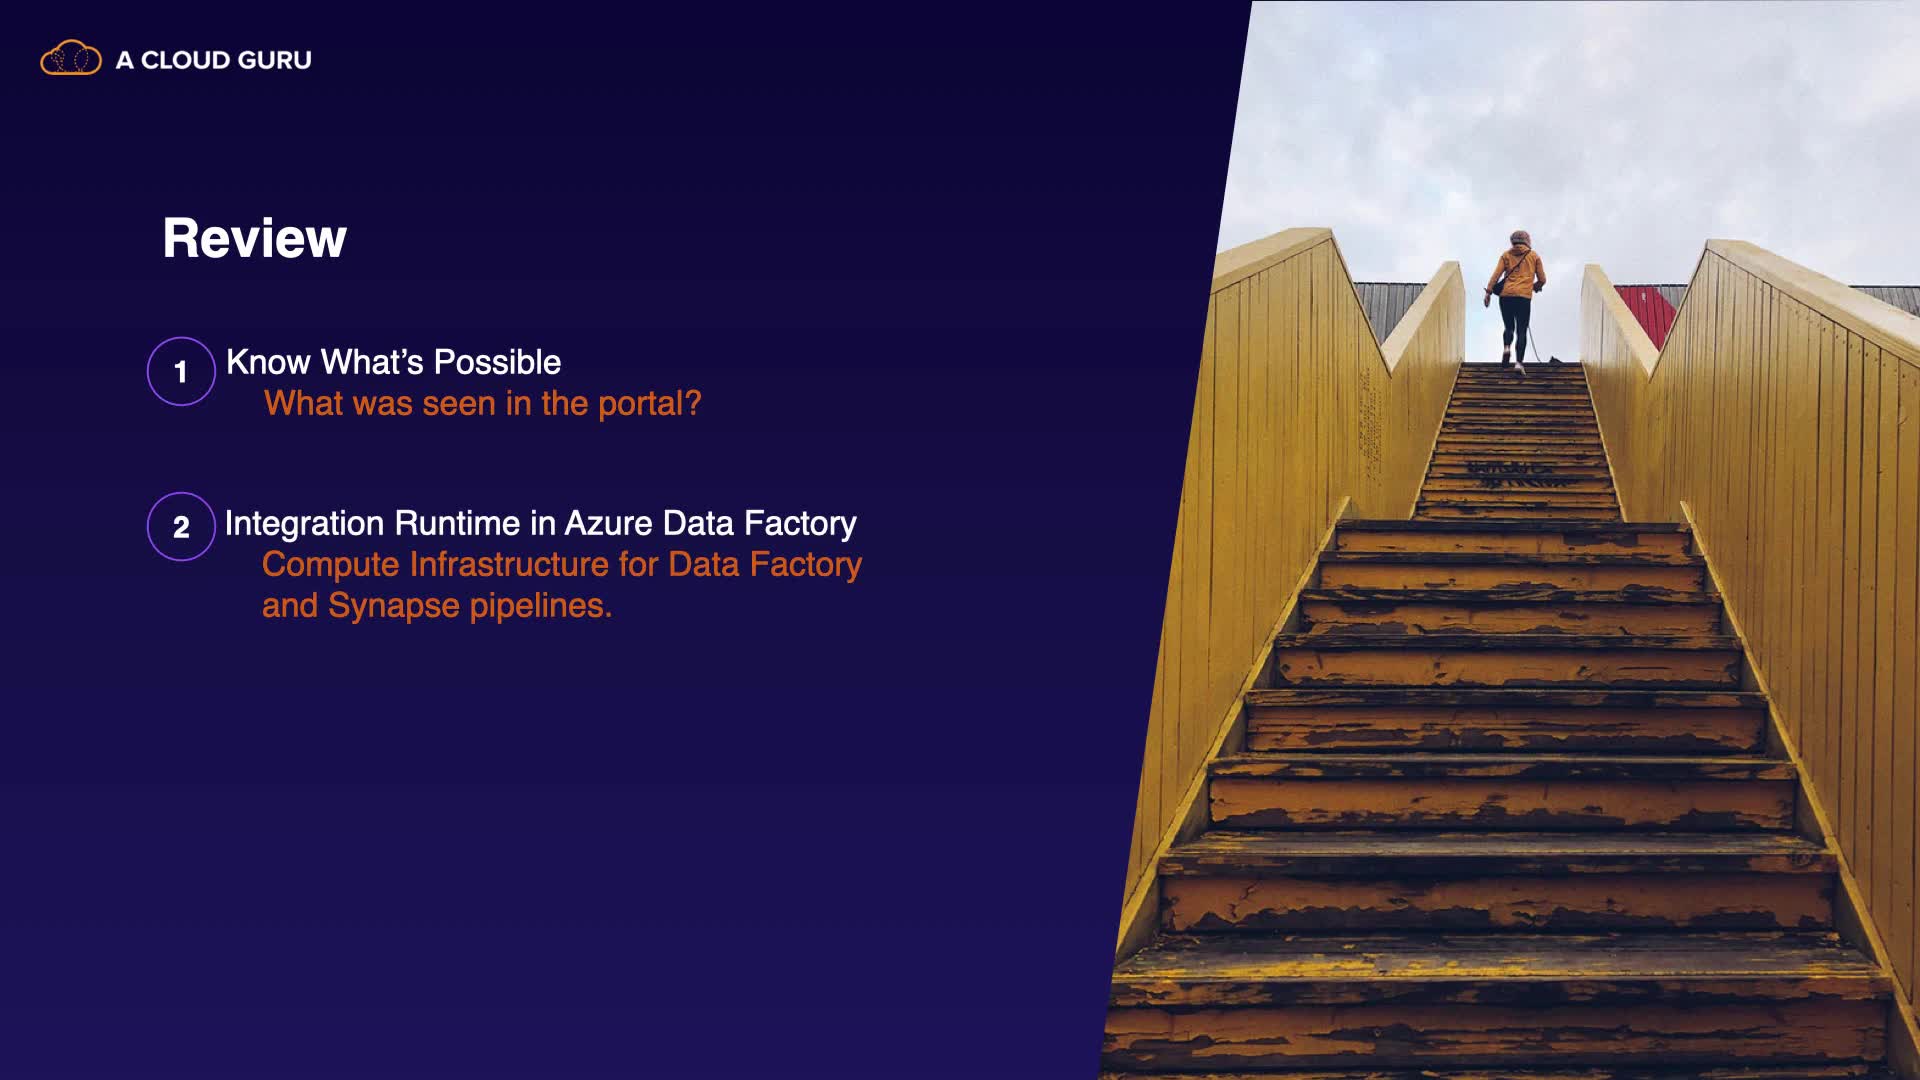 A CLOUD GURU
Review
1
Know What’s Possible
What was seen in the portal?
2
Integration Runtime in Azure Data Factory
Compute Infrastructure for Data Factory
and Synapse pipelines.